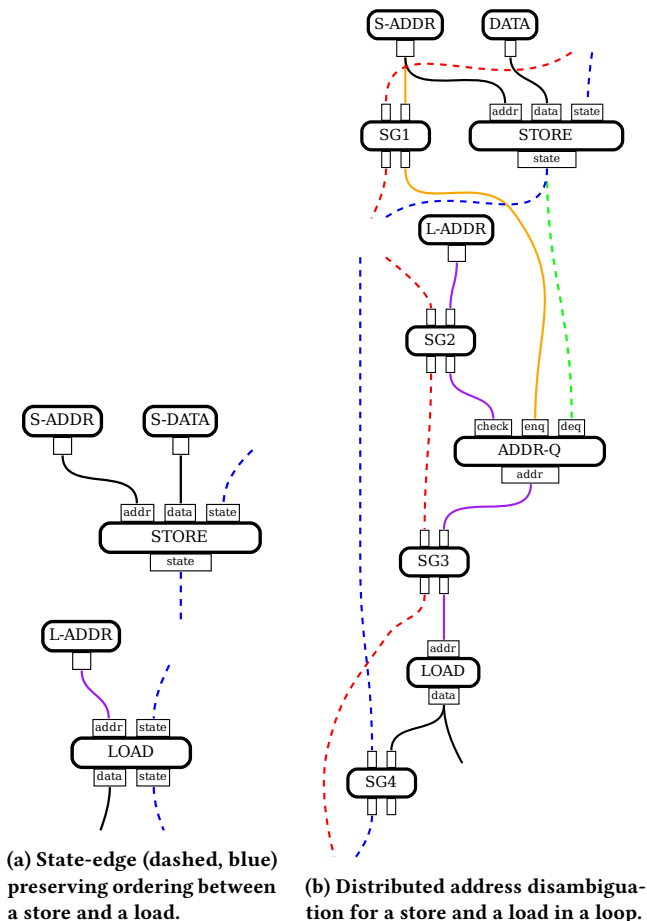 S-ADDR DATA
addr data state
SG1 STORE
state
L-ADDR
SG2
check enq deq
ADDR-Q
addr
S-ADDR S-DATA
addr data state
STORE
state
SG3
L-ADDR
addr
LOAD
data
addr state
LOAD
data state
SG4
(a) State-edge (dashed, blue)
preserving ordering between
a store and a load.
(b) Distributed address disambigua-
tion for a store and a load in a loop.